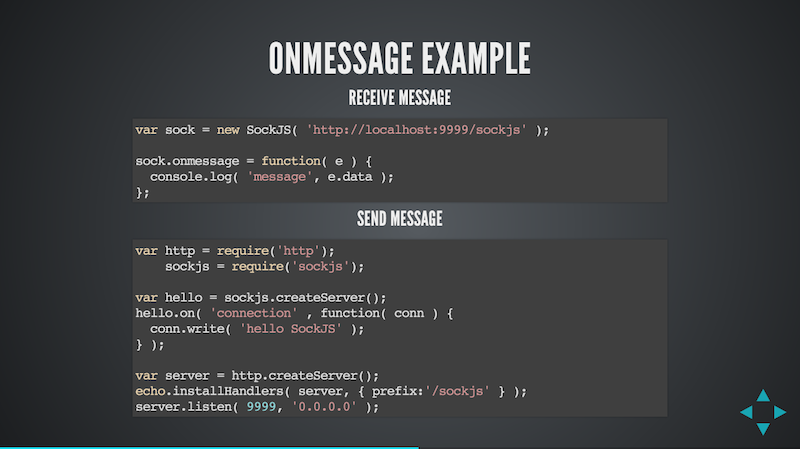 ONMESSAGE EXAMPLE
RECEIVE MESSAGE
var sock = new SockJS( 'http://localhost:9999/sockjs' );
sock.onmessage = function( e ) {
  console.log( 'message', e.data );
};
SEND MESSAGE
var http = require('http');
    sockjs = require('sockjs');
var hello = sockjs.createServer();
hello.on( 'connection' , function( conn ) {
  conn.write( 'hello SockJS' );
} );
var server = http.createServer();
echo.installHandlers( server, { prefix:'/sockjs' } );
server.listen( 9999, '0.0.0.0' );